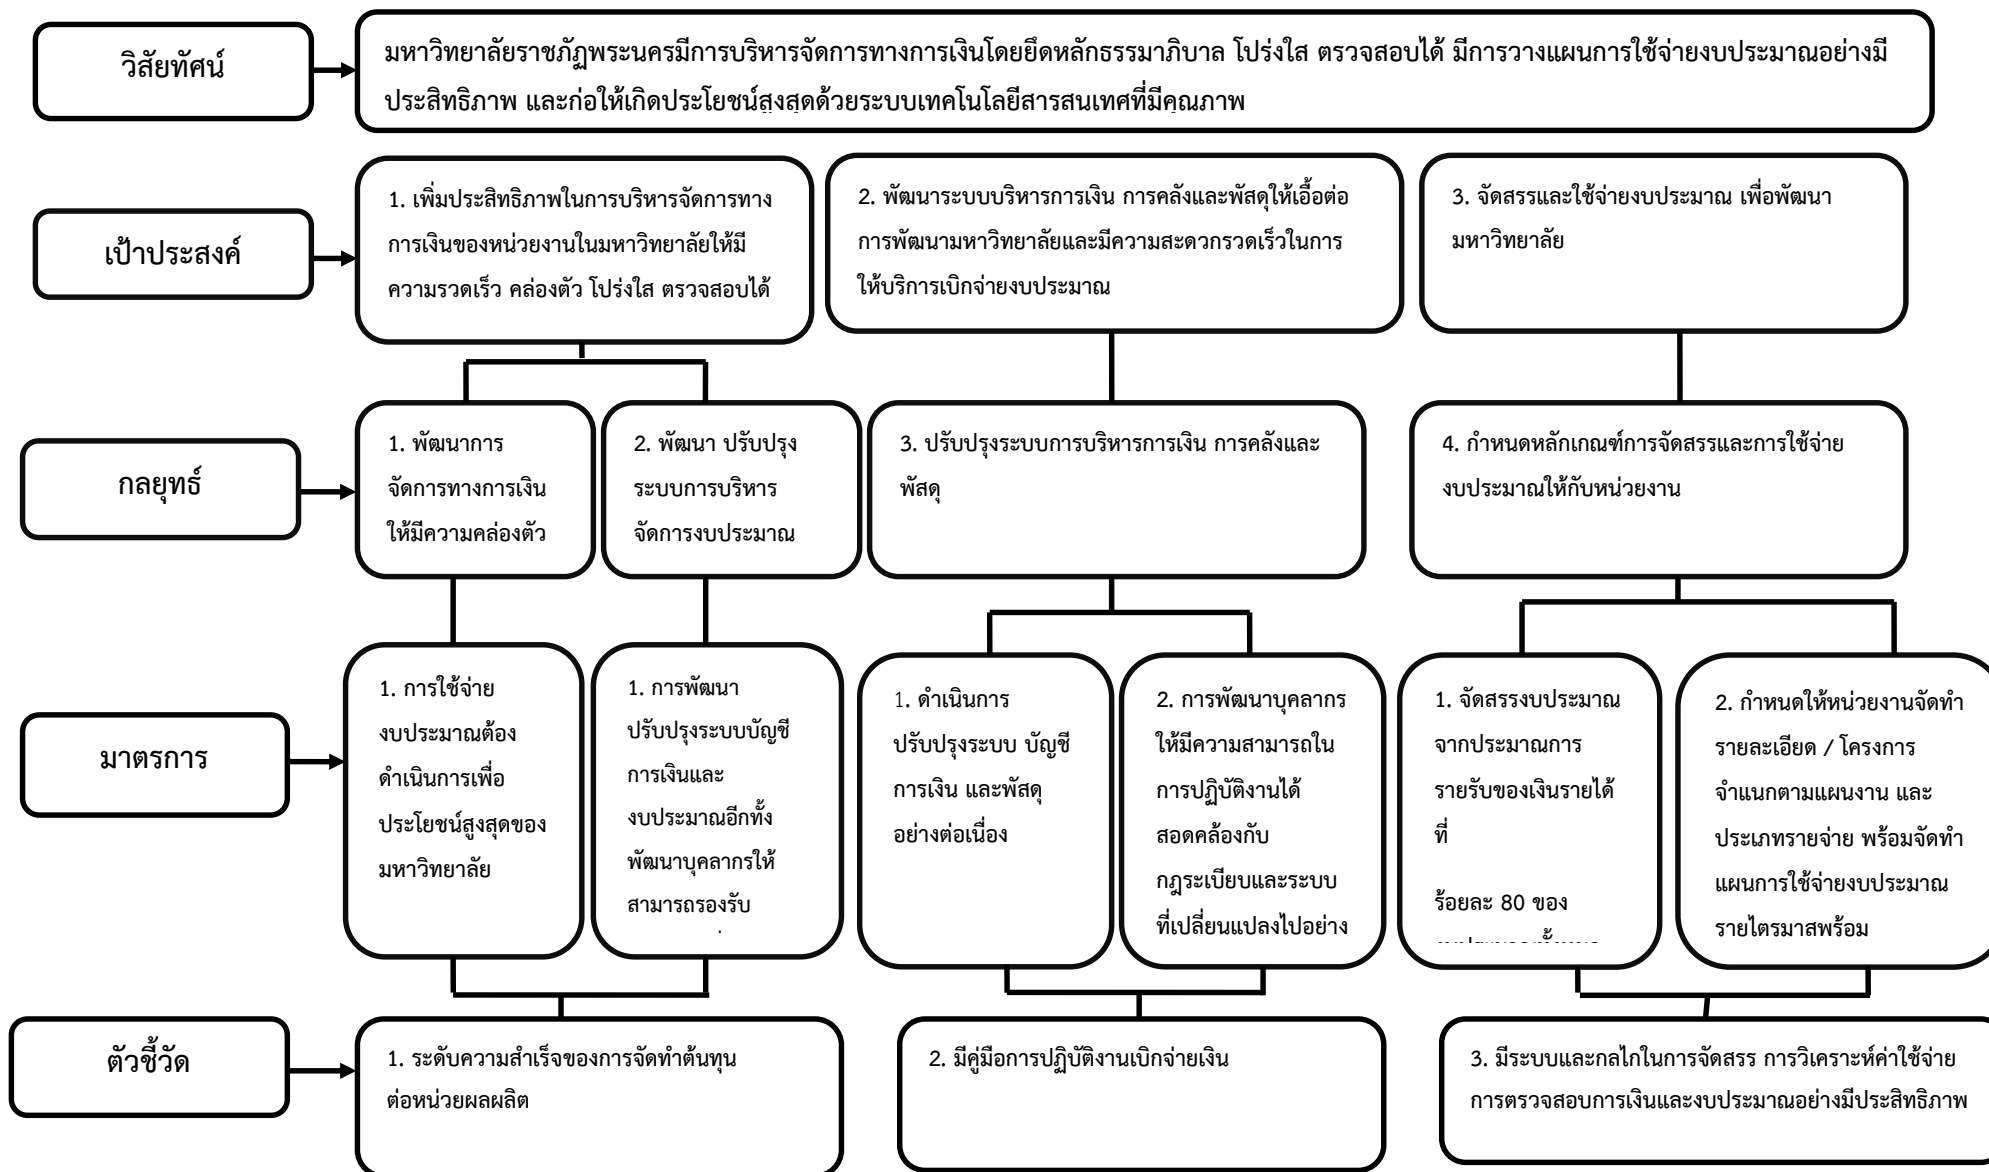 วิสัยทัศน์
มหาวิทยาลัยราชภัฏพระนครมีการบริหารจัดการทางการเงินโดยยึดหลักธรรมาภิบาล โปร่งใส ตรวจสอบได้ มีการวางแผนการใช้จ่ายงบประมาณอย่างมี
ประสิทธิภาพ และก่อให้เกิดประโยชน์สูงสุดด้วยระบบเทคโนโลยีสารสนเทศที่มีคุณภาพ
เป้าประสงค์
1. เพิ่มประสิทธิภาพในการบริหารจัดการทาง
การเงินของหน่วยงานในมหาวิทยาลัยให้มี
ความรวดเร็ว คล่องตัว โปร่งใส ตรวจสอบได้
2. พัฒนาระบบบริหารการเงิน การคลังและพัสดุให้เอื้อต่อ
การพัฒนามหาวิทยาลัยและมีความสะดวกรวดเร็วในการ
ให้บริการเบิกจ่ายงบประมาณ
3. จัดสรรและใช้จ่ายงบประมาณ เพื่อพัฒนา
มหาวิทยาลัย
กลยุทธ์
1. พัฒนาการ
จัดการทางการเงิน
ให้มีความคล่องตัว
2. พัฒนา ปรับปรุง
ระบบการบริหาร
จัดการงบประมาณ
3. ปรับปรุงระบบการบริหารการเงิน การคลังและ
พัสดุ
4. กำหนดหลักเกณฑ์การจัดสรรและการใช้จ่าย
งบประมาณให้กับหน่วยงาน
มาตรการ
1. การใช้จ่าย
งบประมาณต้อง
ดำเนินการเพื่อ
ประโยชน์สูงสุดของ
มหาวิทยาลัย
1. การพัฒนา
ปรับปรุงระบบบัญชี
การเงินและ
งบประมาณอีกทั้ง
พัฒนาบุคลากรให้
สามารถรองรับ
1. ดำเนินการ
ปรับปรุงระบบ บัญชี
การเงิน และพัสดุ
อย่างต่อเนื่อง
2. การพัฒนาบุคลากร
ให้มีความสามารถใน
การปฏิบัติงานได้
สอดคล้องกับ
กฎระเบียบและระบบ
ที่เปลี่ยนแปลงไปอย่าง
1. จัดสรรงบประมาณ
จากประมาณการ
รายรับของเงินรายได้
ที่
ร้อยละ 80 ของ
2. กำหนดให้หน่วยงานจัดทำ
รายละเอียด / โครงการ
จำแนกตามแผนงาน และ
ประเภทรายจ่าย พร้อมจัดทำ
แผนการใช้จ่ายงบประมาณ
รายไตรมาสพร้อม
ตัวชี้วัด
1. ระดับความสำเร็จของการจัดทำต้นทุน
ต่อหน่วยผลผลิต
2. มีคู่มือการปฏิบัติงานเบิกจ่ายเงิน
3. มีระบบและกลไกในการจัดสรร การวิเคราะห์ค่าใช้จ่าย
การตรวจสอบการเงินและงบประมาณอย่างมีประสิทธิภาพ